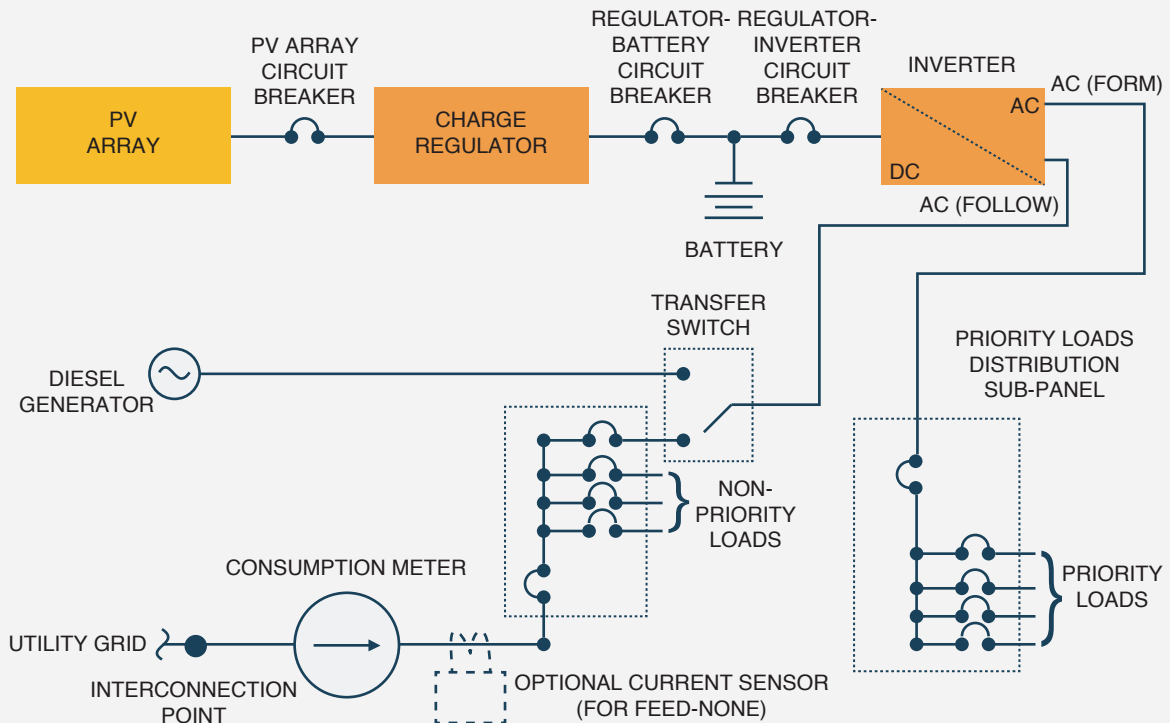 PV ARRAY
CIRCUIT
BREAKER
REGULATOR-
BATTERY
CIRCUIT
BREAKER
REGULATOR-
INVERTER
CIRCUIT
BREAKER
INVERTER
AC (FORM)
PV
ARRAY
CHARGE
REGULATOR
AC
DC
AC (FOLLOW)
BATTERY
TRANSFER
SWITCH
DIESEL
GENERATOR
PRIORITY LOADS
DISTRIBUTION
SUB-PANEL
NON-
PRIORITY
LOADS
PRIORITY
LOADS
CONSUMPTION METER
UTILITY GRID
INTERCONNECTION
POINT
OPTIONAL CURRENT SENSOR
(FOR FEED-NONE)